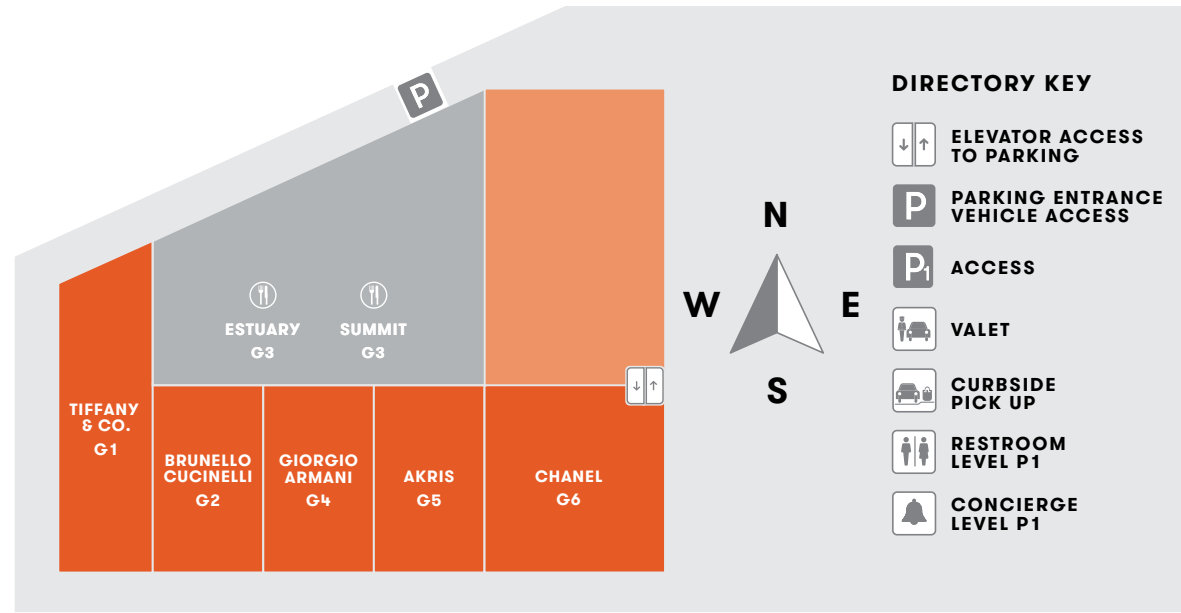 P
ESTUARY
G3
SUMMIT
G3
TIFFANY
& CO.
G1
BRUNELLO
CUCINELLI
G2
GIORGIO
ARMANI
G4
AKRIS
G5
CHANEL
G6
N
W
E
S
DIRECTORY KEY
ELEVATOR ACCESS
TO PARKING
P
PARKING ENTRANCE
VEHICLE ACCESS
P1
ACCESS
VALET
CURBSIDE
PICK UP
RESTROOM
LEVEL P1
CONCIERGE
LEVEL P1